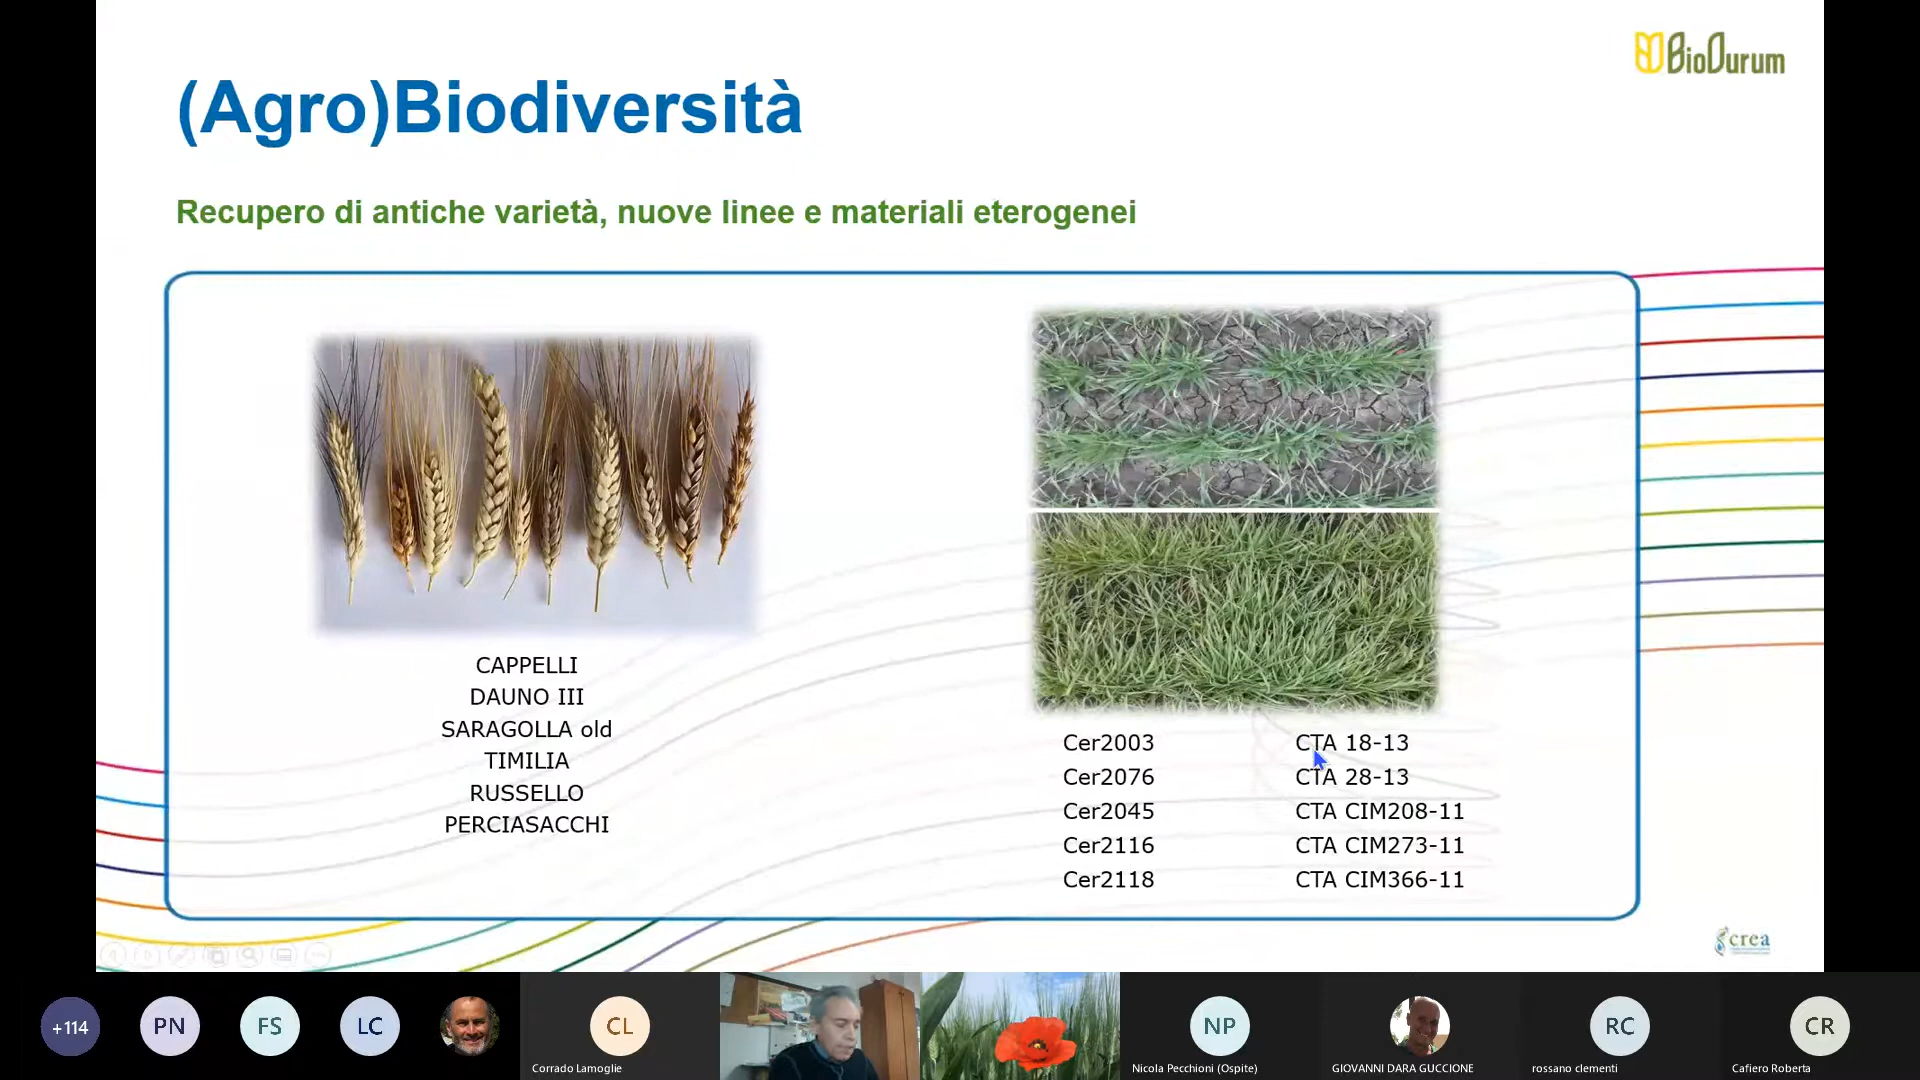 BioDurum
(Agro)Biodiversità
Recupero di antiche varietà, nuove linee e materiali eterogenei
CAPPELLI
DAUNO III
SARAGOLLA old
TIMILIA
RUSSELLO
PERCIASACCHI
Cer2003
Cer2076
Cer2045
Cer2116
Cer2118
CTA 18-13
CTA 28-13
CTA CIM208-11
CTA CIM273-11
CTA CIM366-11
crea
+114
PN
FS
LC
CL
Corrado Lamoglie
NP
Nicola Pecchioni (Ospite)
GIOVANNI DARA GUCCIONE
RC
rossano clementi
CR
Cafiero Roberta